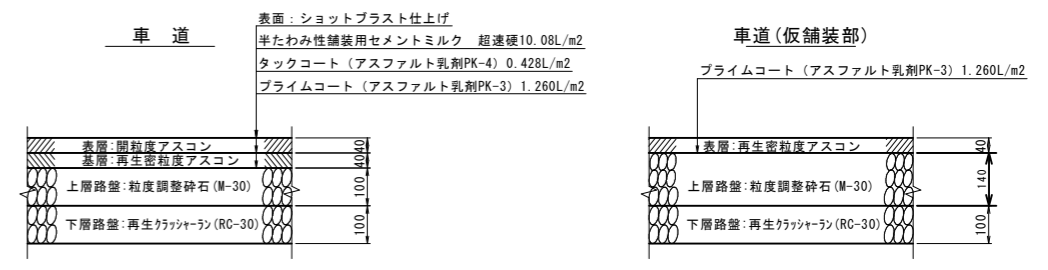 車　道
表面：ショットブラスト仕上げ
半たわみ性舗装用セメントミルク　超速硬10.08L/m2
タックコート（アスファルト乳剤PK-4）0.428L/m2
プライムコート（アスファルト乳剤PK-3）1.260L/m2
表層:開粒度アスコン
基層:再生密粒度アスコン
上層路盤:粒度調整砕石(M-30)
下層路盤:再生クラッシャーラン(RC-30)
40
40
100
100
車道(仮舗装部)
プライムコート（アスファルト乳剤PK-3）1.260L/m2
表層:再生密粒度アスコン
上層路盤:粒度調整砕石(M-30)
下層路盤:再生クラッシャーラン(RC-30)
40
140
100